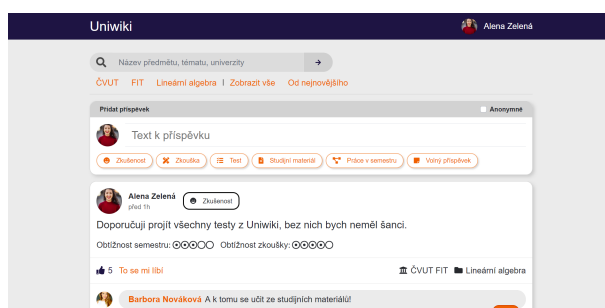 Uniwiki
Alena Zelená
Název předmětu, tématu, univerzity
ČVUT FIT Lineární algebra I Zobrazit vše Od nejnovějšího
Přidat příspěvek
Anonymně
Text k příspěvku
Zkušenost Zkouška Test Studijní materiál Práce v semestru Volný příspěvek
Alena Zelená
před 1h
Zkušenost
Doporučuji projít všechny testy z Uniwiki, bez nich bych neměl šanci.
Obtížnost semestru: Obtížnost zkoušky:
5 To se mi líbí
ČVUT FIT Lineární algebra
Barbora Nováková A k tomu se učit ze studijních materiálů!